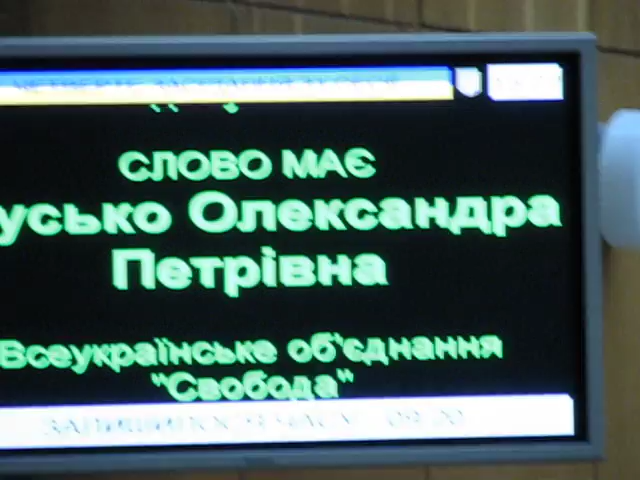 СЛОВО МАЄ
усько Олександра
Петрівна
Всеукраїнське об'єднання
"Свобода"